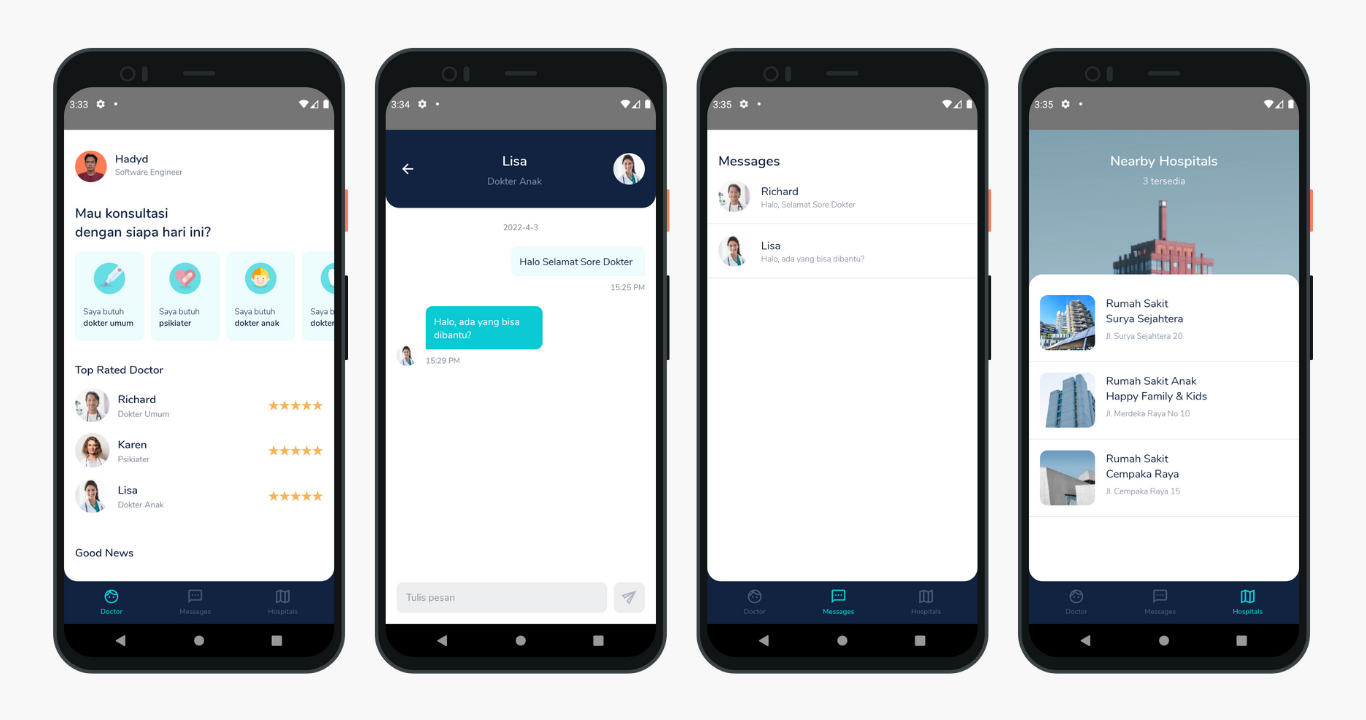 3:33
Hadyd
Software Engineer
Mau konsultasi
dengan siapa hari ini?
Saya butuh
dokter umum
Saya butuh
psikiater
Saya butuh
dokter anak
Saya b
dokter
Top Rated Doctor
Richard
Dokter Umum
Karen
Psikiater
Lisa
Dokter Anak
Good News
Doctor
Messages
Hospitals
3:34
Lisa
Dokter Anak
2022-4-3
Halo Selamat Sore Dokter
15:25 PM
Halo, ada yang bisa
dibantu?
15:29 PM
Tulis pesan
3:35
Messages
Richard
Halo, Selamat Sore Dokter
Lisa
Halo, ada yang bisa dibantu?
Doctor
Messages
Hospitals
3:35
Nearby Hospitals
3 tersedia
Rumah Sakit
Surya Sejahtera
Jl. Surya Sejahtera 20
Rumah Sakit Anak
Happy Family & Kids
Jl. Merdeka Raya No 10
Rumah Sakit
Cempaka Raya
Jl. Cempaka Raya 15
Doctor
Messages
Hospitals